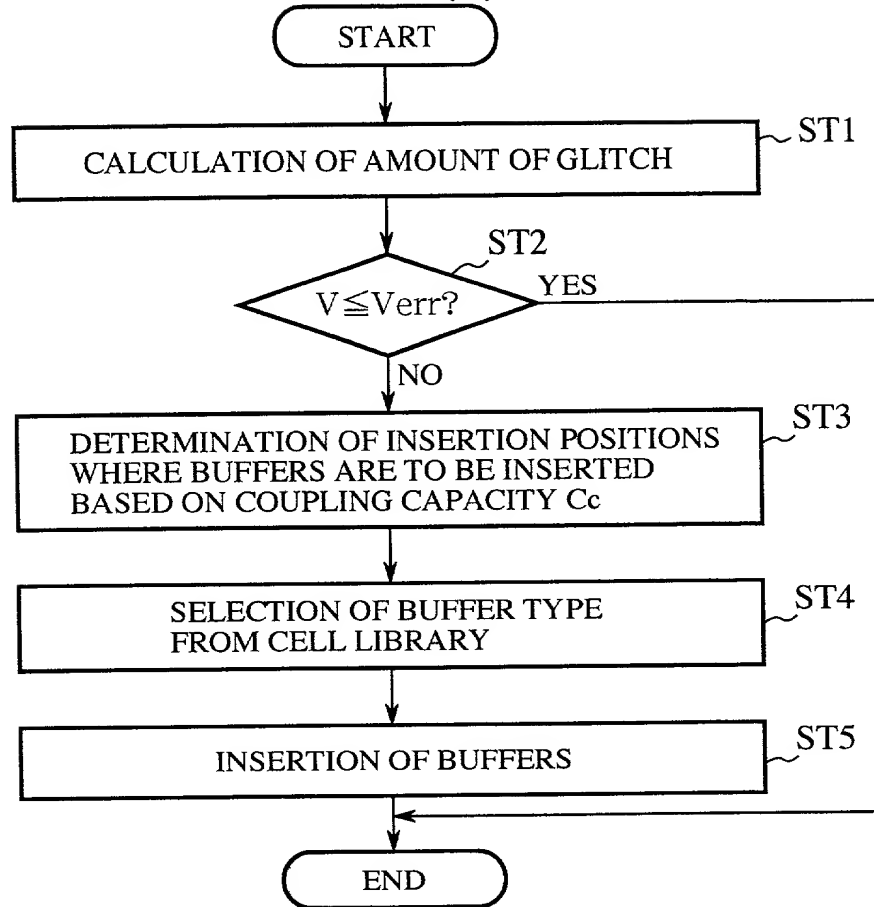 START
ST1
CALCULATION OF AMOUNT OF GLITCH
ST2
V≦Verr?
YES
NO
ST3
DETERMINATION OF INSERTION POSITIONS
WHERE BUFFERS ARE TO BE INSERTED
BASED ON COUPLING CAPACITY Cc
ST4
SELECTION OF BUFFER TYPE
FROM CELL LIBRARY
ST5
INSERTION OF BUFFERS
END